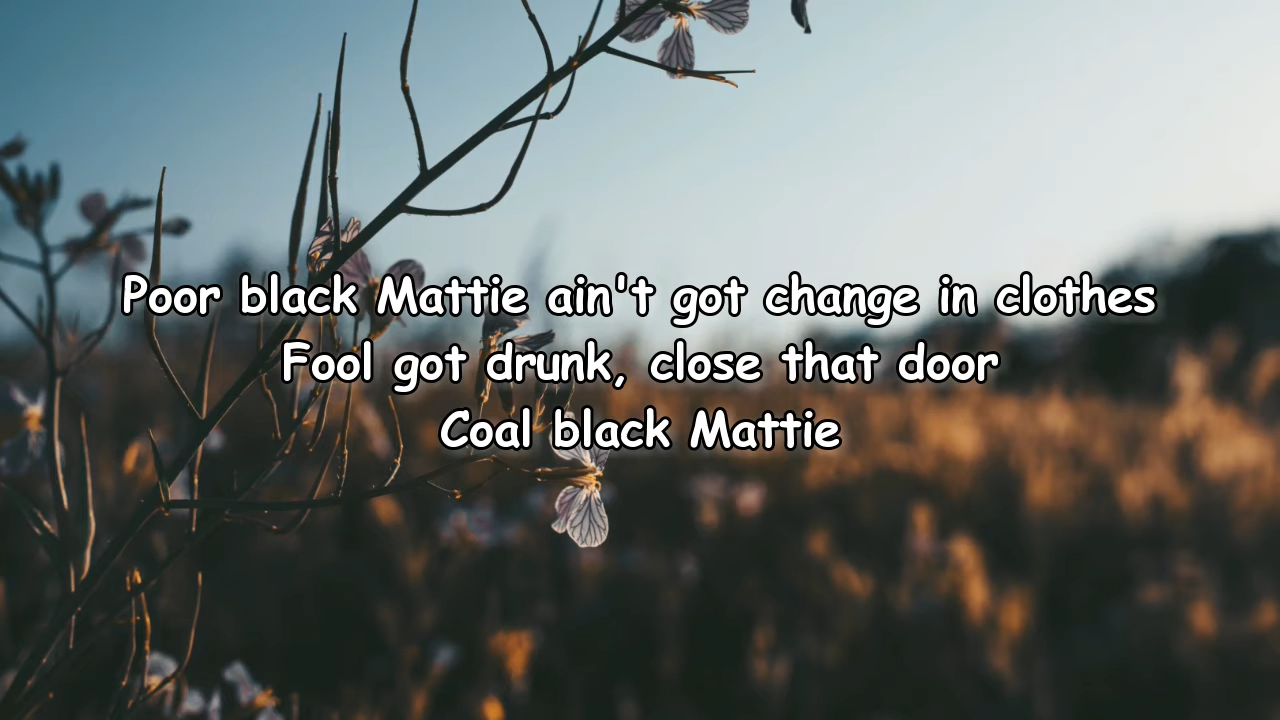 Poor black Mattie ain't got change in clothes
Fool got drunk, close that door
Coal black Mattie